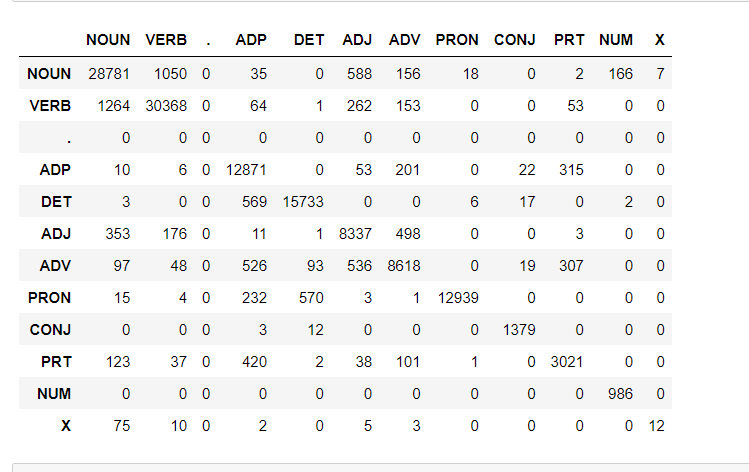 NOUN VERB . ADP DET ADJ ADV PRON CONJ PRT NUM X
NOUN 28781 1050 0 35 0 588 156 18 0 2 166 7
VERB 1264 30368 0 64 1 262 153 0 0 53 0 0
. 0 0 0 0 0 0 0 0 0 0 0 0
ADP 10 6 0 12871 0 53 201 0 22 315 0 0
DET 3 0 0 569 15733 0 0 6 17 0 2 0
ADJ 353 176 0 11 1 8337 498 0 0 3 0 0
ADV 97 48 0 526 93 536 8618 0 19 307 0 0
PRON 15 4 0 232 570 3 1 12939 0 0 0 0
CONJ 0 0 0 3 12 0 0 0 1379 0 0 0
PRT 123 37 0 420 2 38 101 1 0 3021 0 0
NUM 0 0 0 0 0 0 0 0 0 0 986 0
X 75 10 0 2 0 5 3 0 0 0 0 12